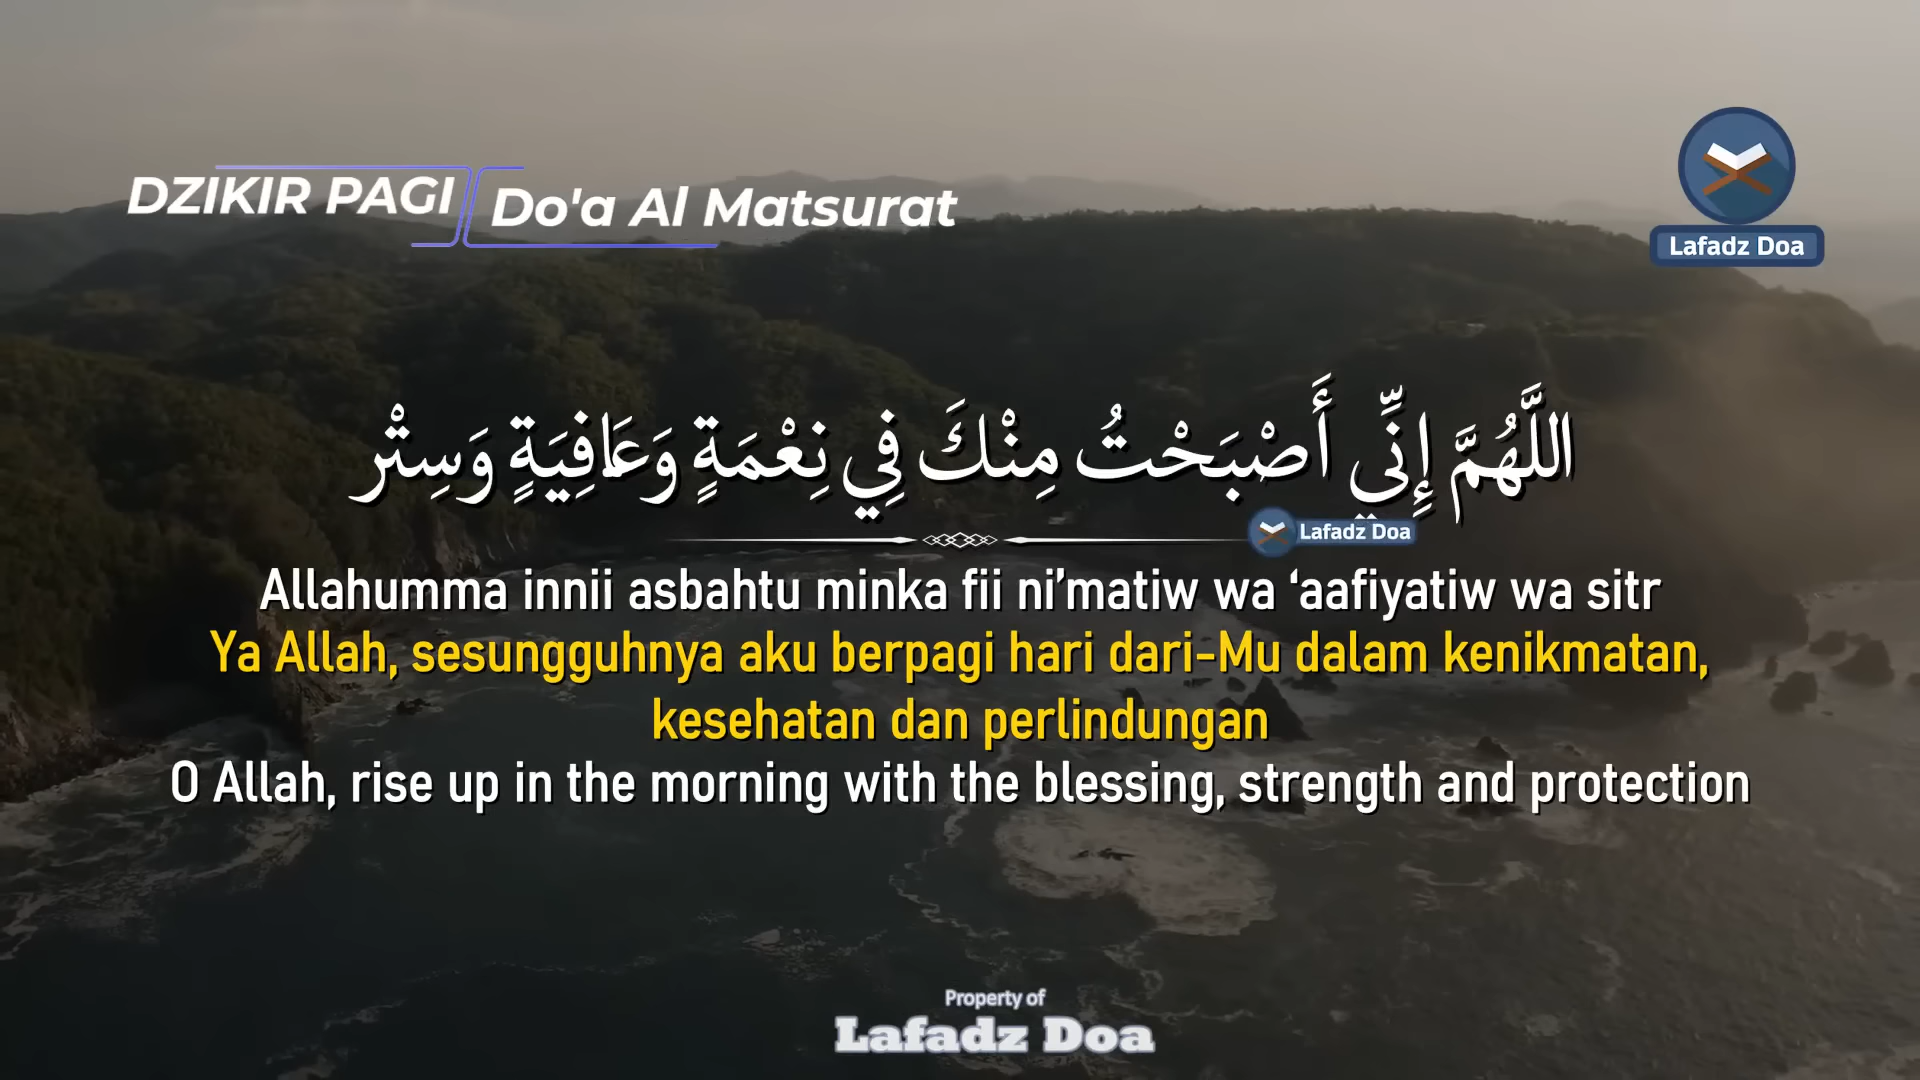 DZIKIR PAGI
Do'a Al Matsurat
Lafadz Doa
اللَّهُمَّ إِنِّي أَصْبَحْتُ مِنْكَ فِي نِعْمَةٍ وَعَافِيَةٍ وَسِتْر
Lafadz Doa
Allahumma innii asbahtu minka fii ni’matiw wa ‘aafiyatiw wa sitr
Ya Allah, sesungguhnya aku berpagi hari dari-Mu dalam kenikmatan,
kesehatan dan perlindungan
O Allah, rise up in the morning with the blessing, strength and protection
Property of
Lafadz Doa